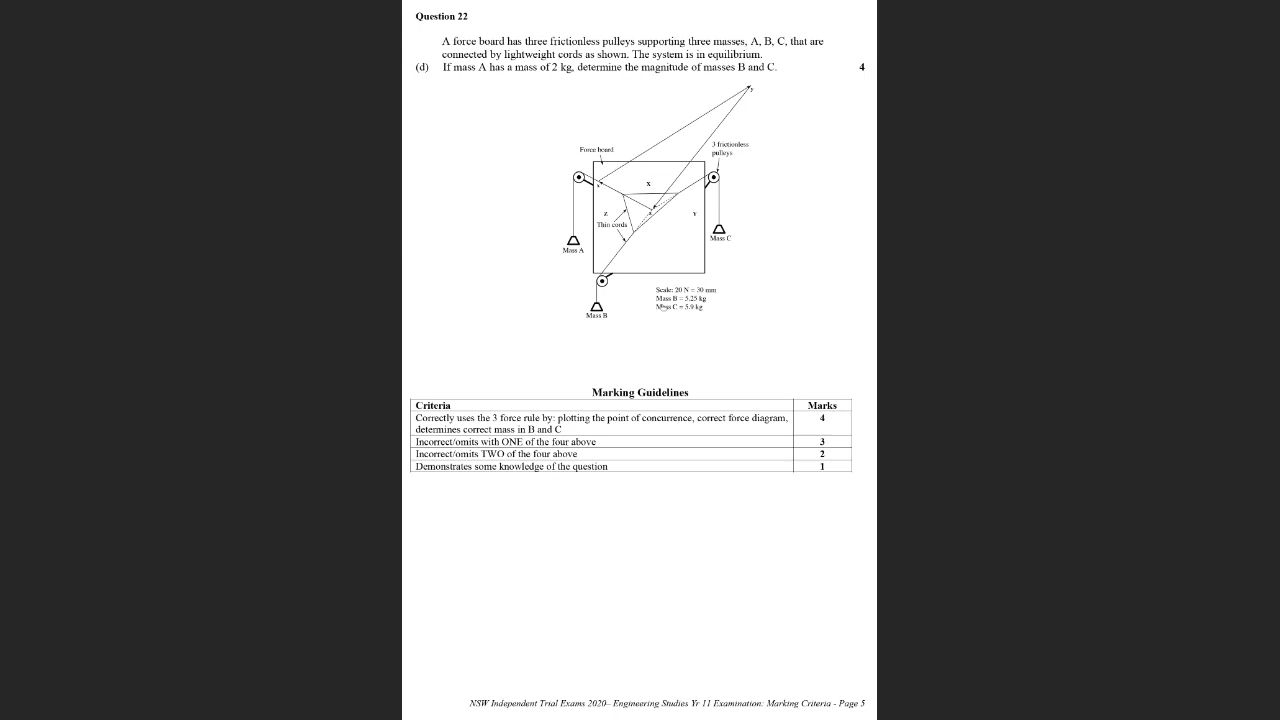 Question 22
A force board has three frictionless pulleys supporting three masses, A, B, C, that are
connected by lightweight cords as shown. The system is in equilibrium.
(d) If mass A has a mass of 2 kg, determine the magnitude of masses B and C. 4
y
Force board
3 frictionless
pulleys
x
X
Z
Y
Thin cords
Mass A
Mass C
Mass B
Scale: 20 N = 30 mm
Mass B = 5.25 kg
Mass C = 5.9 kg
Marking Guidelines
Criteria Marks
Correctly uses the 3 force rule by: plotting the point of concurrence, correct force diagram, 4
determines correct mass in B and C
Incorrect/omits with ONE of the four above 3
Incorrect/omits TWO of the four above 2
Demonstrates some knowledge of the question 1
NSW Independent Trial Exams 2020– Engineering Studies Yr 11 Examination: Marking Criteria - Page 5